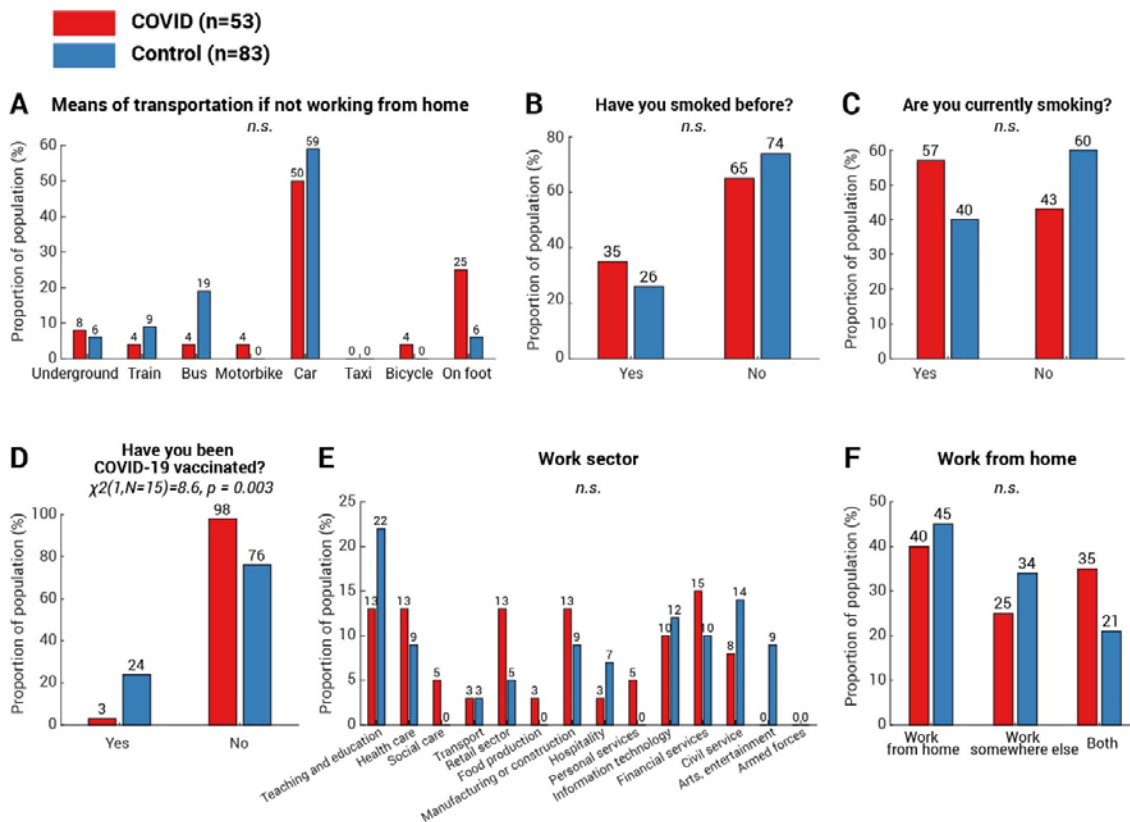 COVID (n=53)
Control (n=83)
A
Means of transportation if not working from home
n.s.
Proportion of population (%)
60
50
40
30
20
10
0
8
6
4
9
4
19
4
0
50
59
0
0
4
0
25
6
Underground
Train
Bus
Motorbike
Car
Taxi
Bicycle
On foot
B
Have you smoked before?
n.s.
Proportion of population (%)
80
60
40
20
0
35
26
65
74
Yes
No
C
Are you currently smoking?
n.s.
Proportion of population (%)
60
50
40
30
20
10
0
57
40
43
60
Yes
No
D
Have you been
COVID-19 vaccinated?
χ2(1,N=15)=8.6, p = 0.003
Proportion of population (%)
100
80
60
40
20
0
3
24
98
76
Yes
No
E
Work sector
n.s.
Proportion of population (%)
25
20
15
10
5
0
13
22
13
9
5
0
3
3
13
5
3
0
13
9
3
7
5
0
10
12
15
10
8
14
0
9
0
0
Teaching and education
Health care
Social care
Transport
Retail sector
Food production
Manufacturing or construction
Hospitality
Personal services
Information technology
Financial services
Civil service
Arts, entertainment
Armed forces
F
Work from home
n.s.
Proportion of population (%)
50
40
30
20
10
0
40
45
25
34
35
21
Work
from home
Work
somewhere else
Both